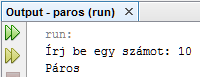 Output - paros (run)
run:
Írj be egy számot: 10
Páros